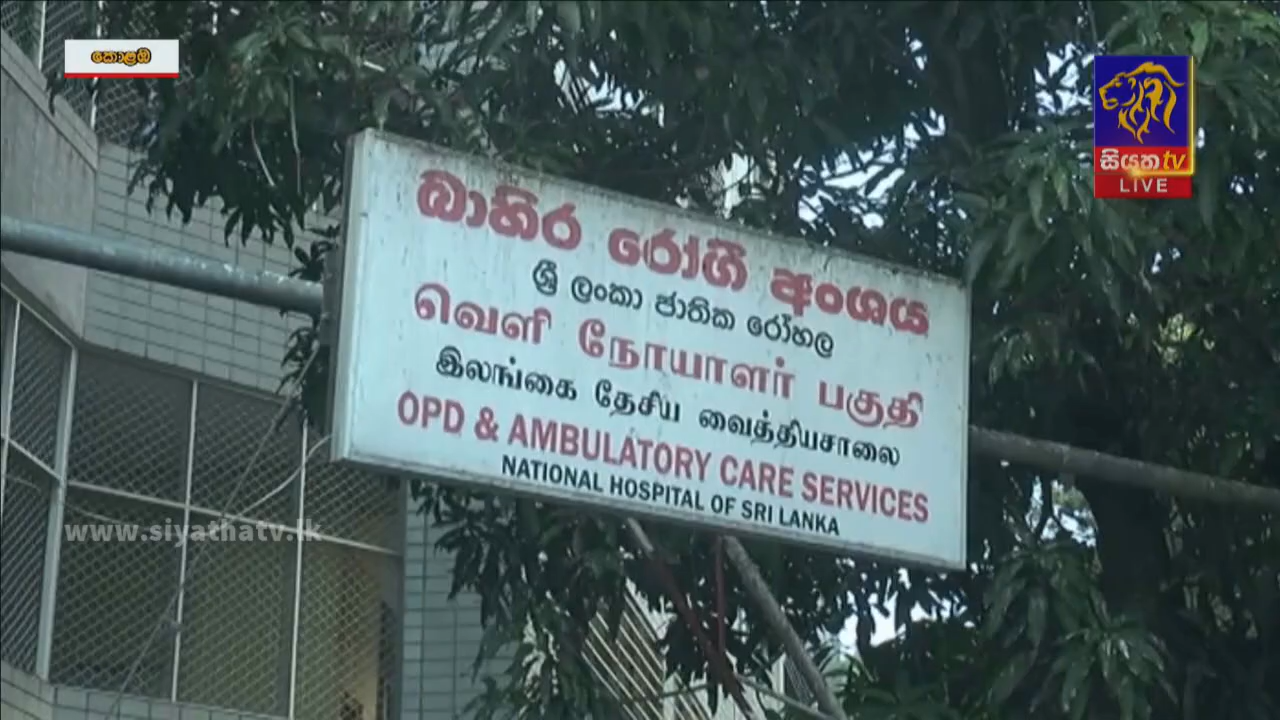 කොළඹ
සියත tv
LIVE
බාහිර රෝගී අංශය
ශ්‍රී ලංකා ජාතික රෝහල
வெளி நோயாளர் பகுதி
இலங்கை தேசிய வைத்தியசாலை
OPD & AMBULATORY CARE SERVICES
NATIONAL HOSPITAL OF SRI LANKA
www.siyathatv.lk